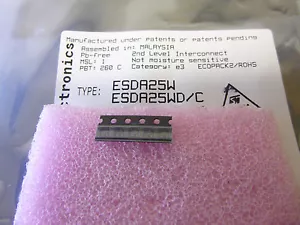 Manufactured under patents or patents pending
Assembled in: MALAYSIA
Pb-free 2nd Level Interconnect
MSL: 1 Not moisture sensitive
PBT: 260 C Category: e3 ECOPACK2/ROHS
TYPE: ESDA25W
ESDA25WD/C
ectronics